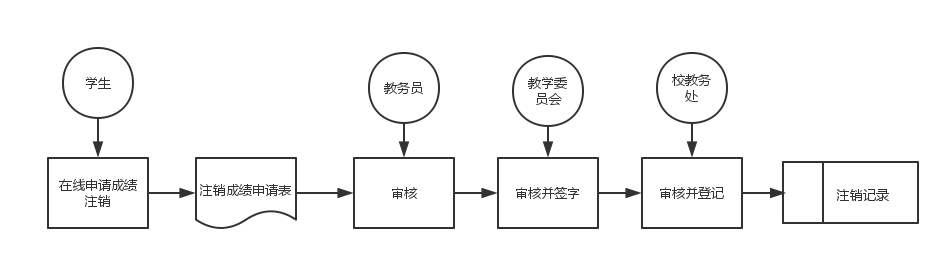 学生
教务员
教学委
员会
校教务
处
在线申请成绩
注销
注销成绩申请表
审核
审核并签字
审核并登记
注销记录